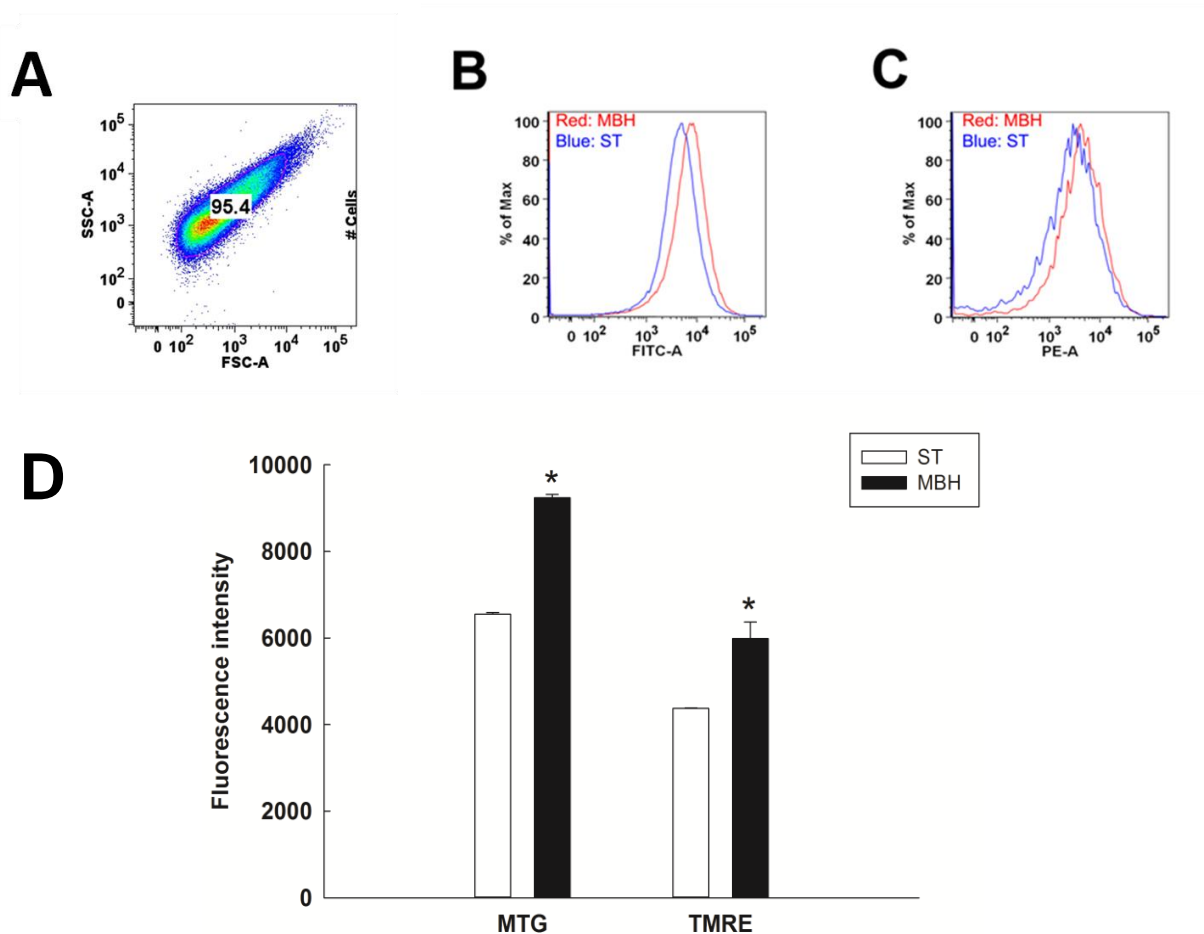 A
10^5
10^4
10^3
10^2
0
SSC-A
95.4
# Cells
0 10^2 10^3 10^4 10^5
FSC-A
B
Red: MBH
Blue: ST
100
80
60
40
20
0
% of Max
0 10^2 10^3 10^4 10^5
FITC-A
C
Red: MBH
Blue: ST
100
80
60
40
20
0
% of Max
0 10^2 10^3 10^4 10^5
PE-A
D
ST
MBH
10000
8000
6000
4000
2000
0
Fluorescence intensity
*
*
MTG TMRE